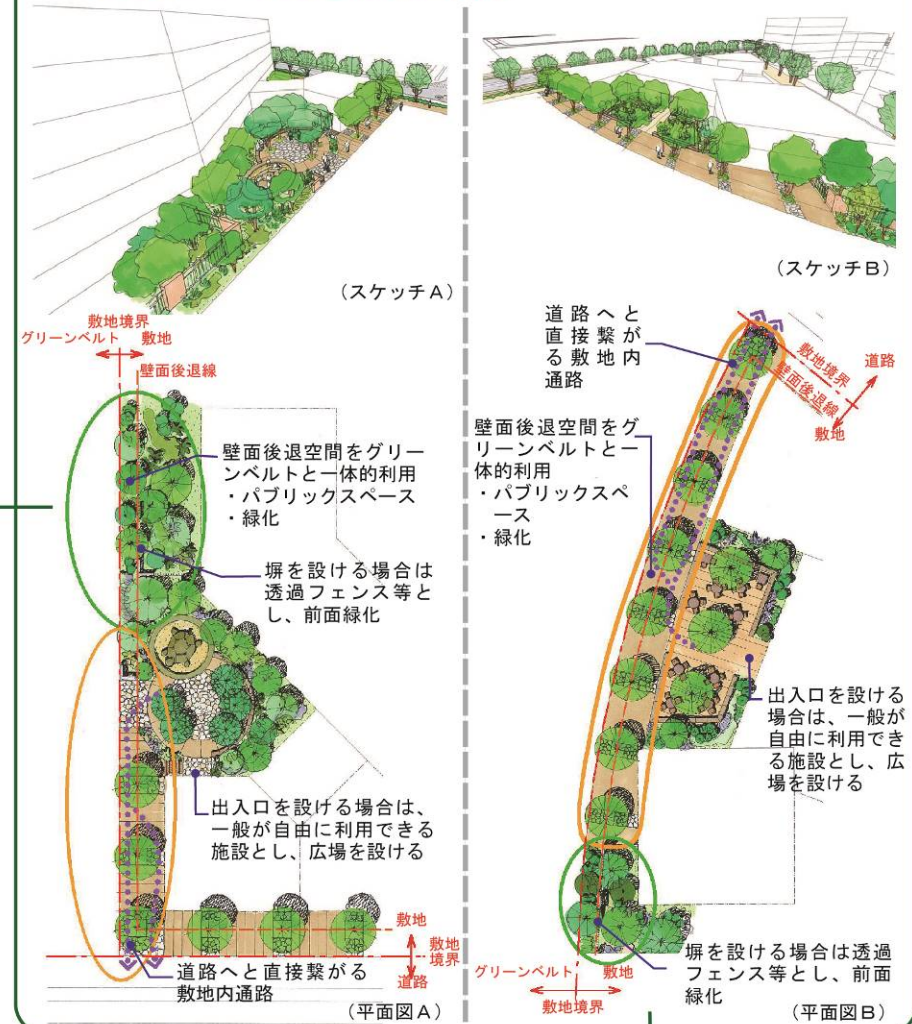 （スケッチＡ）
敷地境界
グリーンベルト
敷地
壁面後退線
壁面後退空間をグリー
ンベルトと一体的利用
・パブリックスペース
・緑化
塀を設ける場合は
透過フェンス等と
し、前面緑化
出入口を設ける場合は、
一般が自由に利用できる
施設とし、広場を設ける
敷地
敷地
境界
道路
道路へと直接繋がる
敷地内通路
（平面図Ａ）
（スケッチＢ）
道路へと
直接繋が
る敷地内
通路
敷地境界
道路
壁面後退線
敷地
壁面後退空間をグ
リーンベルトと一
体的利用
・パブリックスペ
ース
・緑化
出入口を設ける
場合は、一般が
自由に利用でき
る施設とし、広
場を設ける
塀を設ける場合は透過
フェンス等とし、前面
緑化
グリーンベルト
敷地
敷地境界
（平面図Ｂ）